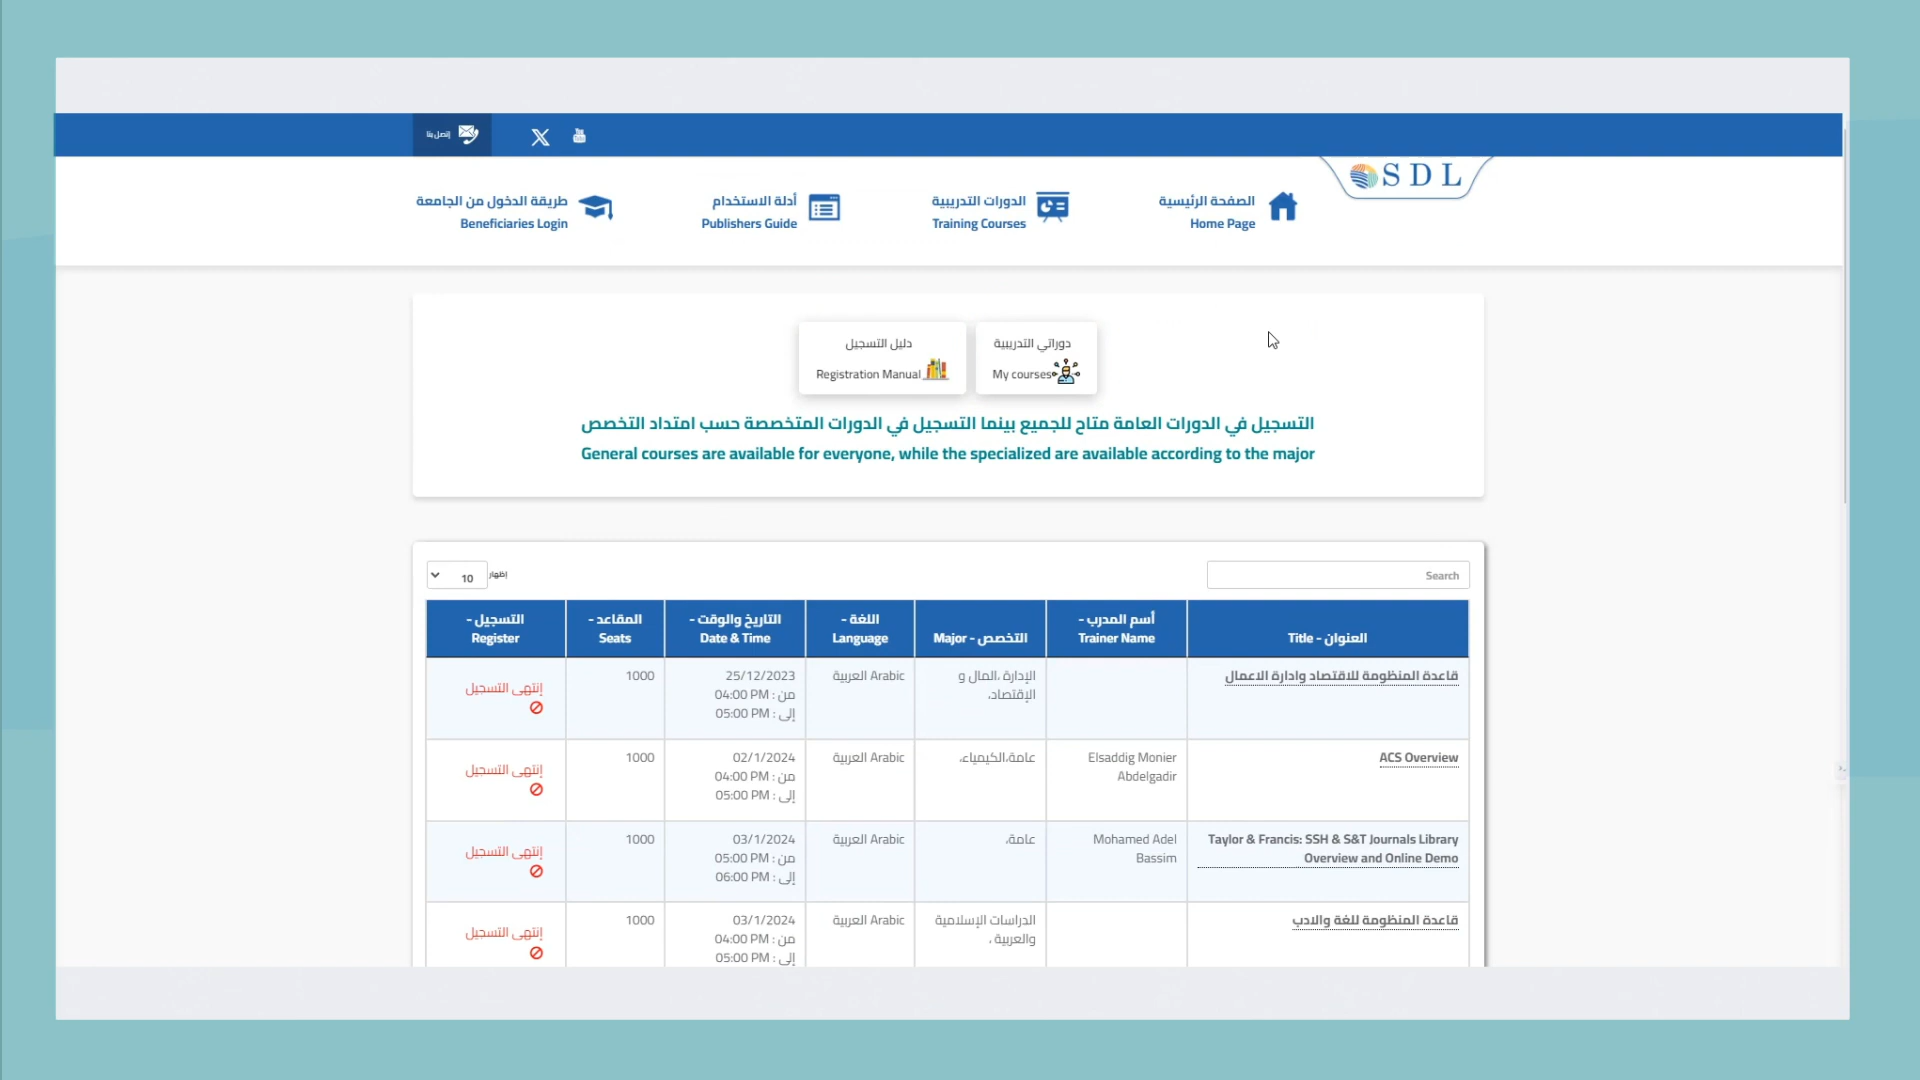 إتصل بنا
SDL
الصفحة الرئيسية
Home Page
الدورات التدريبية
Training Courses
أدلة الاستخدام
Publishers Guide
طريقة الدخول من الجامعة
Beneficiaries Login
دوراتي التدريبية
My courses
دليل التسجيل
Registration Manual
التسجيل في الدورات العامة متاح للجميع بينما التسجيل في الدورات المتخصصة حسب امتداد التخصص
General courses are available for everyone, while the specialized are available according to the major
Search
إظهار 10
العنوان - Title
أسم المدرب -
Trainer Name
التخصص - Major
اللغة -
Language
التاريخ والوقت -
Date & Time
المقاعد -
Seats
التسجيل -
Register
قاعدة المنظومة للاقتصاد وادارة الاعمال
الإدارة ،المال و
الإقتصاد،
العربية Arabic
25/12/2023
من : 04:00 PM
إلى : 05:00 PM
1000
إنتهى التسجيل
ACS Overview
Elsaddig Monier
Abdelgadir
عامة،الكيمياء،
العربية Arabic
02/1/2024
من : 04:00 PM
إلى : 05:00 PM
1000
إنتهى التسجيل
Taylor & Francis: SSH & S&T Journals Library
Overview and Online Demo
Mohamed Adel
Bassim
عامة،
العربية Arabic
03/1/2024
من : 05:00 PM
إلى : 06:00 PM
1000
إنتهى التسجيل
قاعدة المنظومة للغة والادب
الدراسات الإسلامية
والعربية ،
العربية Arabic
03/1/2024
من : 04:00 PM
إلى : 05:00 PM
1000
إنتهى التسجيل